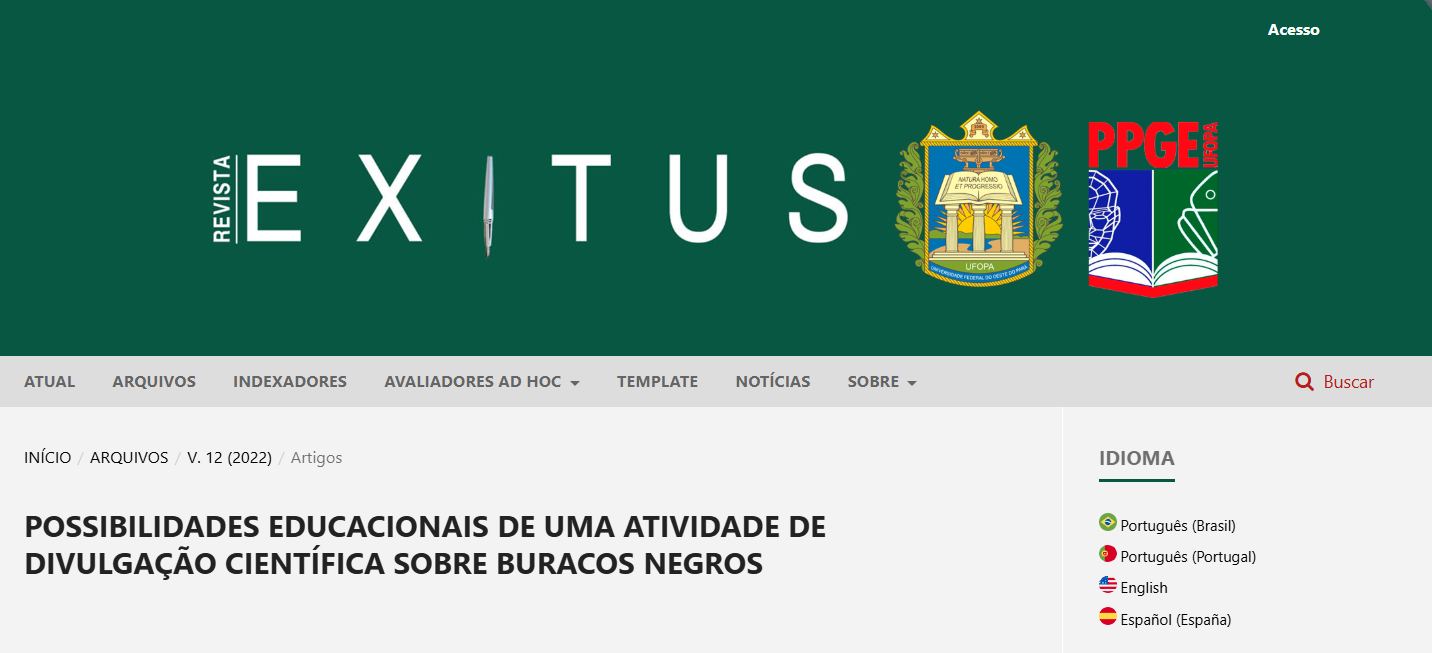 Acesso
REVISTA
EXITUS
NATURA HOMO
ET PROGRESSIO
UFOPA
UNIVERSIDADE FEDERAL DO OESTE DO PARÁ
PPGE
UFOPA
ATUAL ARQUIVOS INDEXADORES AVALIADORES AD HOC TEMPLATE NOTÍCIAS SOBRE Buscar
INÍCIO / ARQUIVOS / V. 12 (2022) / Artigos
POSSIBILIDADES EDUCACIONAIS DE UMA ATIVIDADE DE
DIVULGAÇÃO CIENTÍFICA SOBRE BURACOS NEGROS
IDIOMA
Português (Brasil)
Português (Portugal)
English
Español (España)